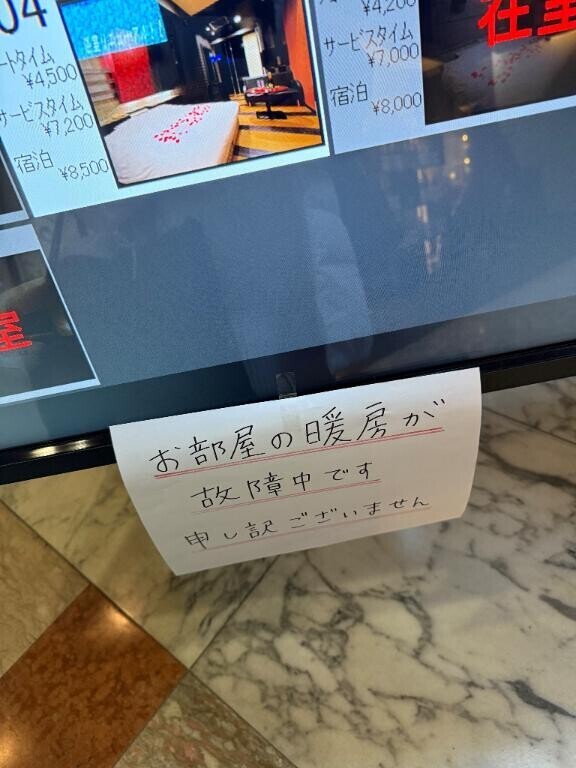 04
ートタイム
¥4,500
サービスタイム
¥7,200
宿泊
¥8,500
¥4,200
サービスタイム
¥7,000
宿泊
¥8,000
在室
室
お部屋の暖房が
故障中です
申し訳ございません